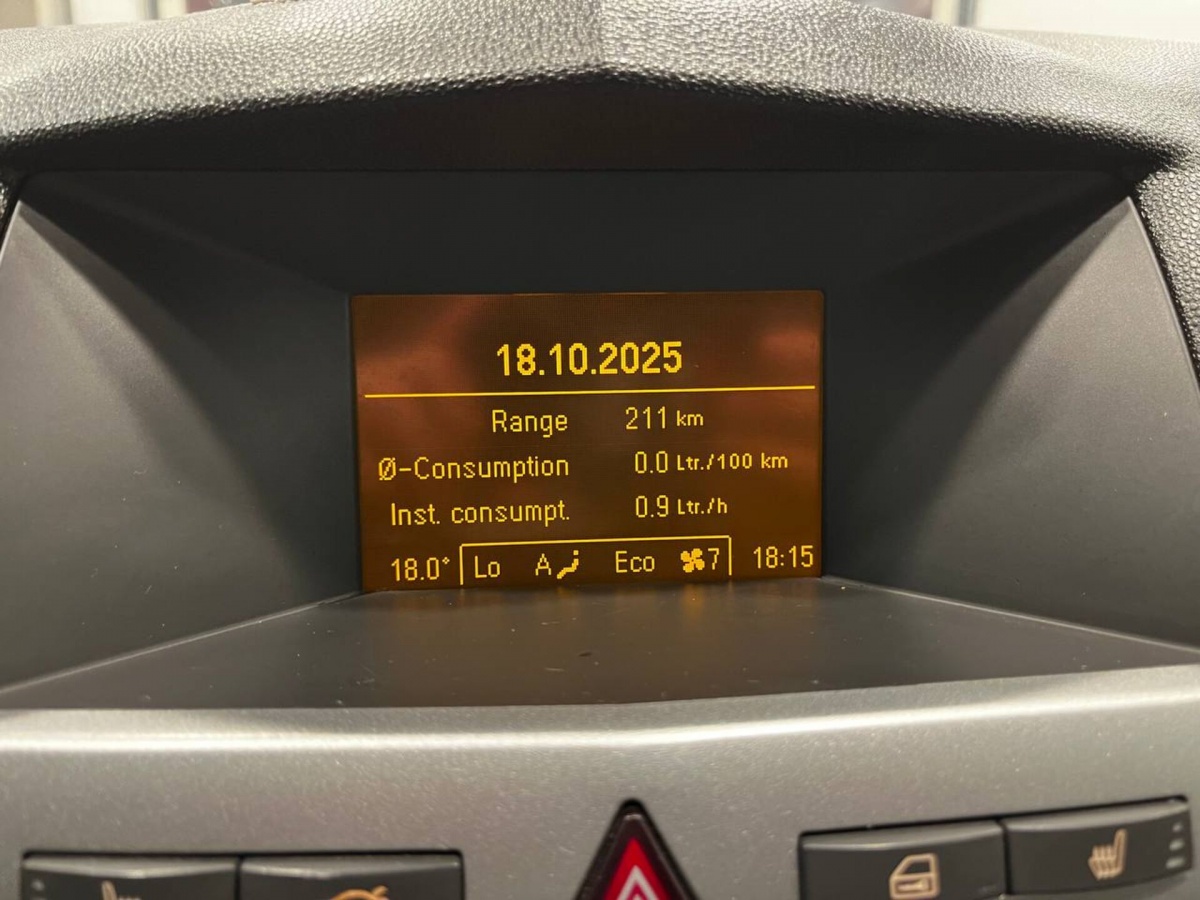 18.10.2025
Range 211 km
Ø-Consumption 0.0 Ltr./100 km
Inst. consumpt. 0.9 Ltr./h
18.0° Lo A Eco 7 18:15